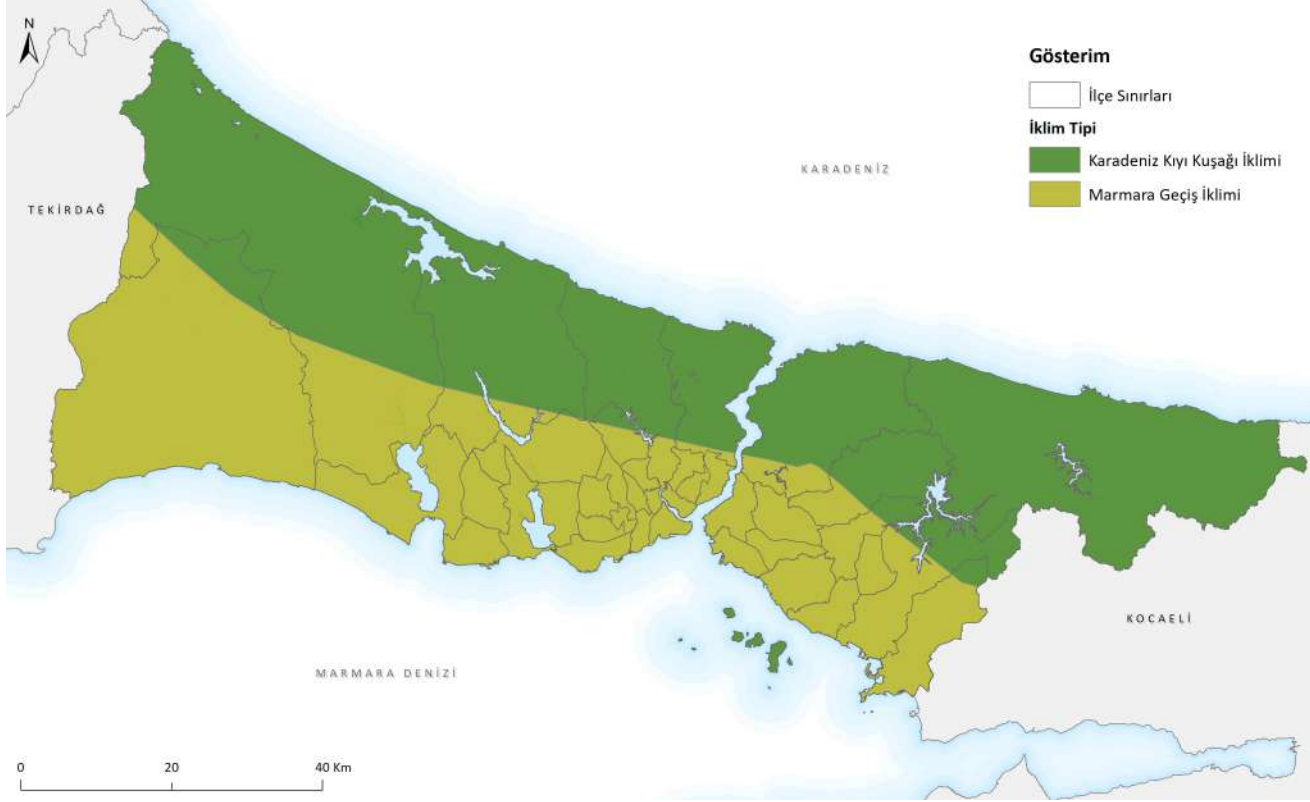 N
Gösterim
İlçe Sınırları
İklim Tipi
Karadeniz Kıyı Kuşağı İklimi
Marmara Geçiş İklimi
KARADENİZ
TEKİRDAĞ
KOCAELİ
MARMARA DENİZİ
0 20 40 Km